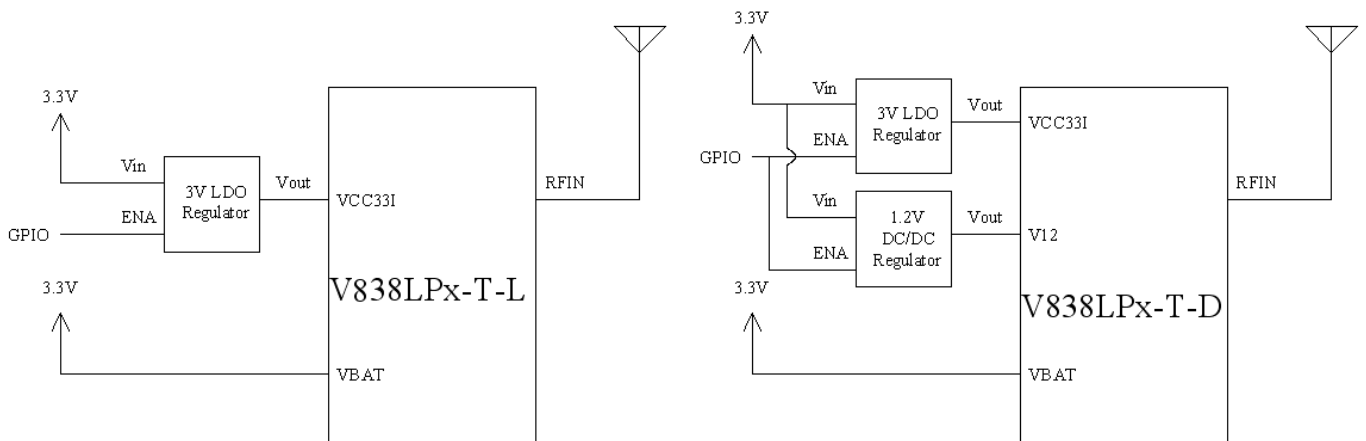 3.3V
Vin
3V LDO
Regulator
Vout
VCC33I
ENA
GPIO
RFIN
3.3V
V838LPx-T-L
VBAT
3.3V
Vin
3V LDO
Regulator
Vout
VCC33I
ENA
GPIO
RFIN
Vin
1.2V
DC/DC
Regulator
Vout
V12
ENA
3.3V
V838LPx-T-D
VBAT